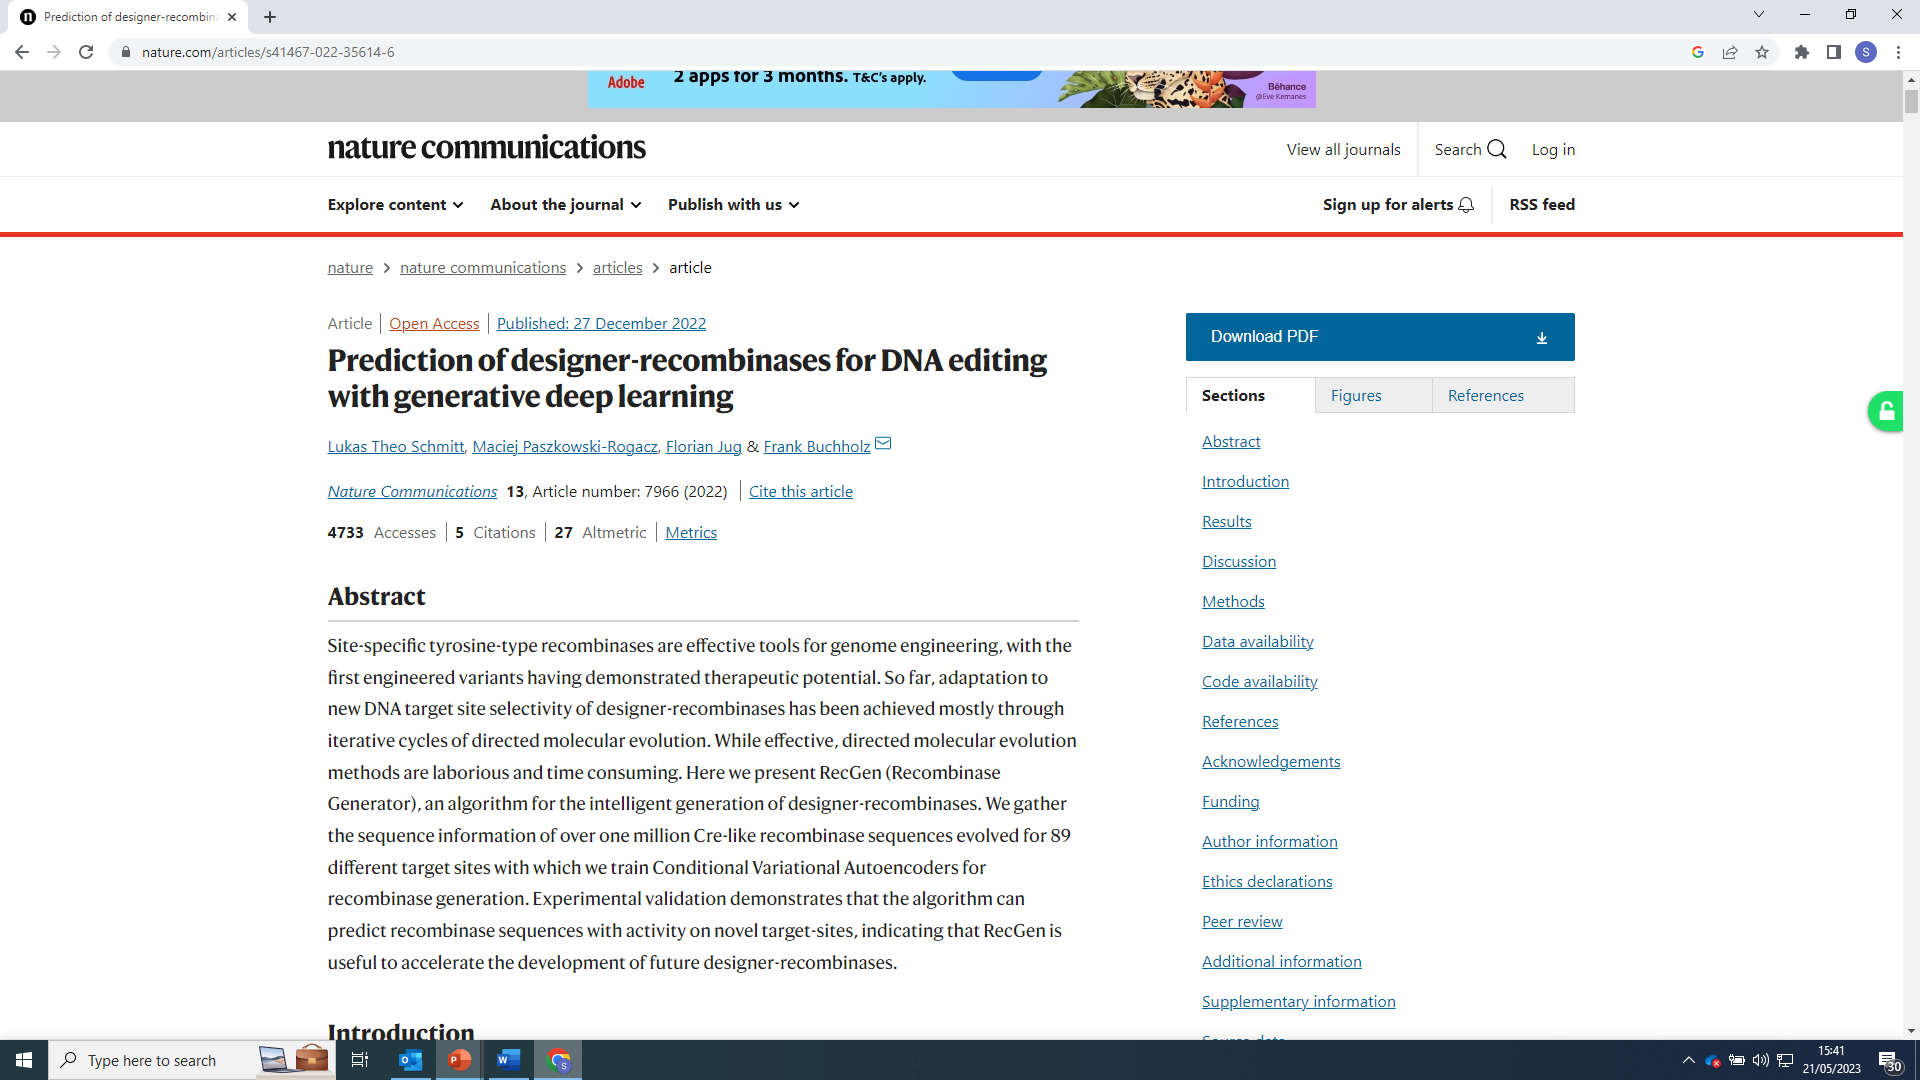 Prediction of designer-recombina
nature.com/articles/s41467-022-35614-6
S
Adobe
2 apps for 3 months. T&C's apply.
Bēhance
@Eve Kemanes
nature communications
View all journals
Search
Log in
Explore content
About the journal
Publish with us
Sign up for alerts
RSS feed
nature > nature communications > articles > article
Article | Open Access | Published: 27 December 2022
Prediction of designer-recombinases for DNA editing
with generative deep learning
Lukas Theo Schmitt, Maciej Paszkowski-Rogacz, Florian Jug & Frank Buchholz
Nature Communications 13, Article number: 7966 (2022) | Cite this article
4733 Accesses | 5 Citations | 27 Altmetric | Metrics
Abstract
Site-specific tyrosine-type recombinases are effective tools for genome engineering, with the
first engineered variants having demonstrated therapeutic potential. So far, adaptation to
new DNA target site selectivity of designer-recombinases has been achieved mostly through
iterative cycles of directed molecular evolution. While effective, directed molecular evolution
methods are laborious and time consuming. Here we present RecGen (Recombinase
Generator), an algorithm for the intelligent generation of designer-recombinases. We gather
the sequence information of over one million Cre-like recombinase sequences evolved for 89
different target sites with which we train Conditional Variational Autoencoders for
recombinase generation. Experimental validation demonstrates that the algorithm can
predict recombinase sequences with activity on novel target-sites, indicating that RecGen is
useful to accelerate the development of future designer-recombinases.
Introduction
Download PDF
Sections
Figures
References
Abstract
Introduction
Results
Discussion
Methods
Data availability
Code availability
References
Acknowledgements
Funding
Author information
Ethics declarations
Peer review
Additional information
Supplementary information
Source data
Type here to search
15:41
21/05/2023
30